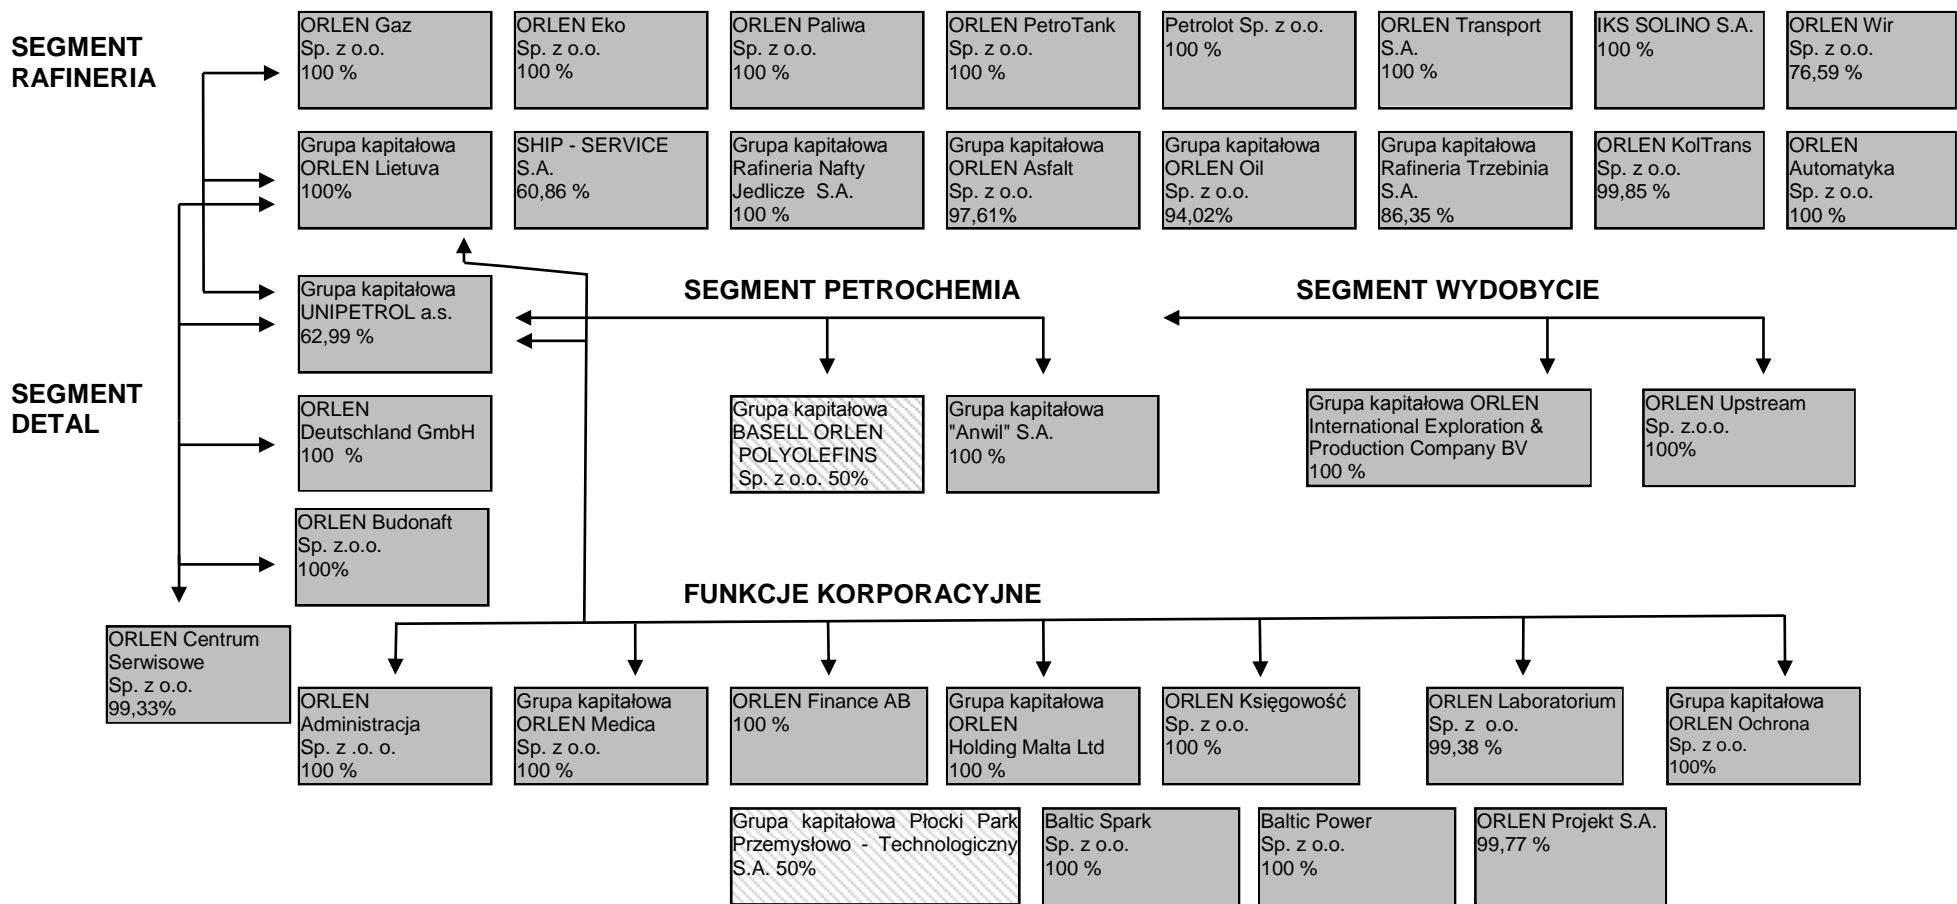 SEGMENT
RAFINERIA
ORLEN Gaz
Sp. z o.o.
100 %
ORLEN Eko
Sp. z o.o.
100 %
ORLEN Paliwa
Sp. z o.o.
100 %
ORLEN PetroTank
Sp. z o.o.
100 %
Petrolot Sp. z o.o.
100 %
ORLEN Transport
S.A.
100 %
IKS SOLINO S.A.
100 %
ORLEN Wir
Sp. z o.o.
76,59 %
Grupa kapitałowa
ORLEN Lietuva
100%
SHIP - SERVICE
S.A.
60,86 %
Grupa kapitałowa
Rafineria Nafty
Jedlicze S.A.
100 %
Grupa kapitałowa
ORLEN Asfalt
Sp. z o.o.
97,61%
Grupa kapitałowa
ORLEN Oil
Sp. z o.o.
94,02%
Grupa kapitałowa
Rafineria Trzebinia
S.A.
86,35 %
ORLEN KolTrans
Sp. z o.o.
99,85 %
ORLEN
Automatyka
Sp. z o.o.
100 %
Grupa kapitałowa
UNIPETROL a.s.
62,99 %
SEGMENT PETROCHEMIA
SEGMENT WYDOBYCIE
SEGMENT
DETAL
ORLEN
Deutschland GmbH
100 %
Grupa kapitałowa
BASELL ORLEN
POLYOLEFINS
Sp. z o.o. 50%
Grupa kapitałowa
"Anwil" S.A.
100 %
Grupa kapitałowa ORLEN
International Exploration &
Production Company BV
100 %
ORLEN Upstream
Sp. z.o.o.
100%
ORLEN Budonaft
Sp. z.o.o.
100%
FUNKCJE KORPORACYJNE
ORLEN Centrum
Serwisowe
Sp. z o.o.
99,33%
ORLEN
Administracja
Sp. z .o. o.
100 %
Grupa kapitałowa
ORLEN Medica
Sp. z o.o.
100 %
ORLEN Finance AB
100 %
Grupa kapitałowa
ORLEN
Holding Malta Ltd
100 %
ORLEN Księgowość
Sp. z o.o.
100 %
ORLEN Laboratorium
Sp. z o.o.
99,38 %
Grupa kapitałowa
ORLEN Ochrona
Sp. z o.o.
100%
Grupa kapitałowa Płocki Park
Przemysłowo - Technologiczny
S.A. 50%
Baltic Spark
Sp. z o.o.
100 %
Baltic Power
Sp. z o.o.
100 %
ORLEN Projekt S.A.
99,77 %